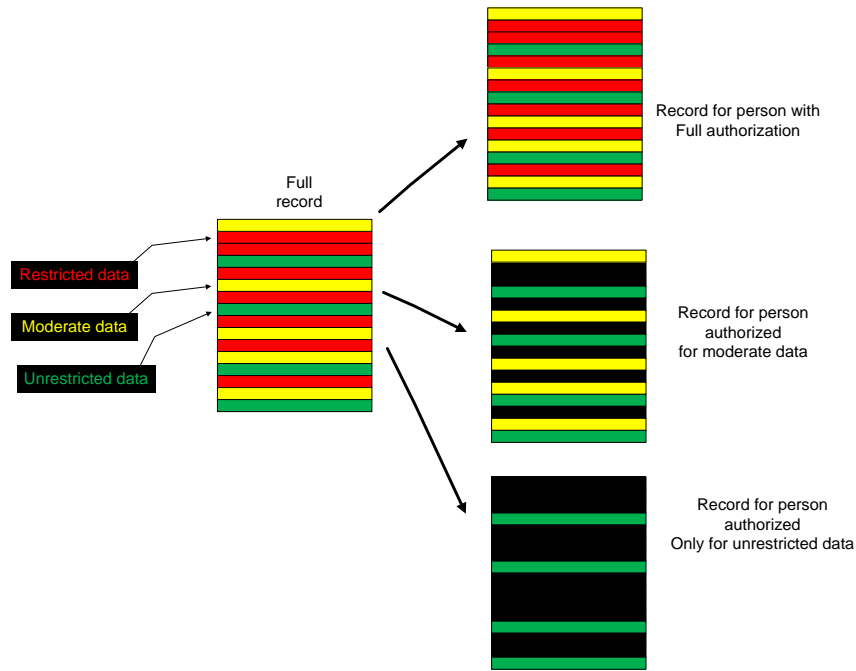 Record for person with
Full authorization
Full
record
Restricted data
Moderate data
Unrestricted data
Record for person
authorized
for moderate data
Record for person
authorized
Only for unrestricted data